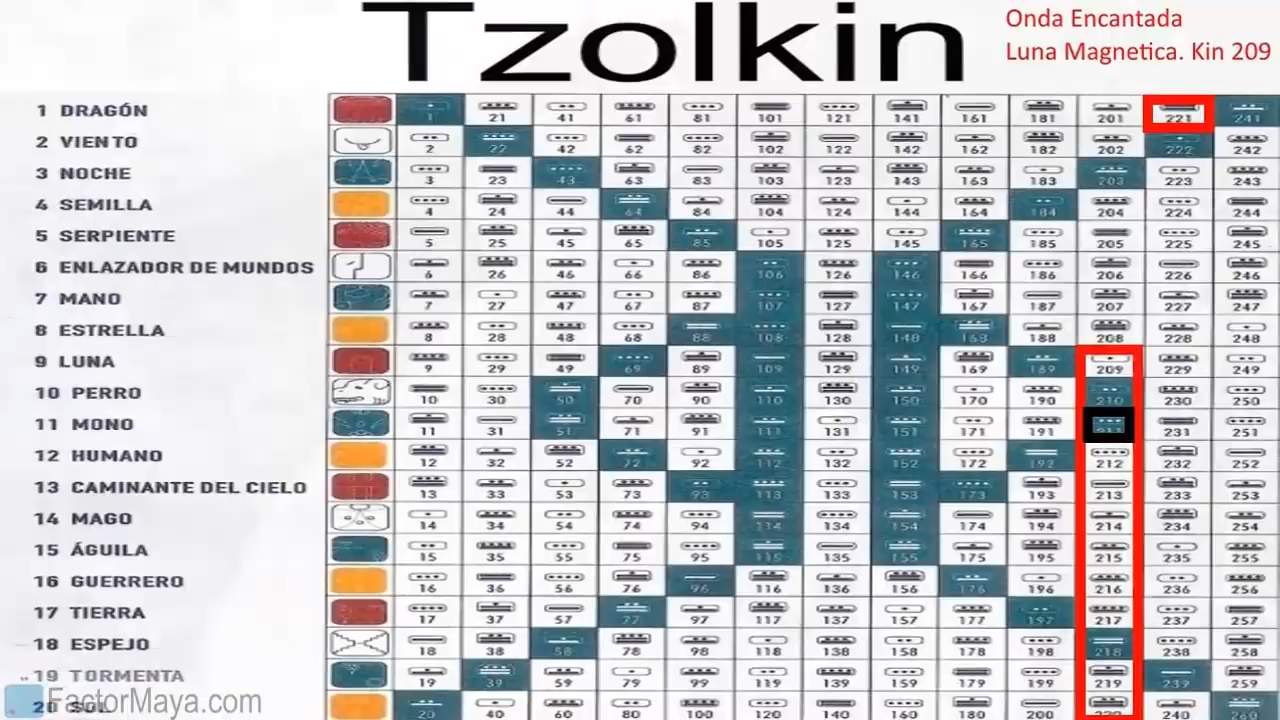 Tzolkin
Onda Encantada
Luna Magnetica. Kin 209
1 DRAGÓN 1 21 41 61 81 101 121 141 161 181 201 221 241
2 VIENTO 2 22 42 62 82 102 122 142 162 182 202 222 242
3 NOCHE 3 23 43 63 83 103 123 143 163 183 203 223 243
4 SEMILLA 4 24 44 64 84 104 124 144 164 184 204 224 244
5 SERPIENTE 5 25 45 65 85 105 125 145 165 185 205 225 245
6 ENLAZADOR DE MUNDOS 6 26 46 66 86 106 126 146 166 186 206 226 246
7 MANO 7 27 47 67 87 107 127 147 167 187 207 227 247
8 ESTRELLA 8 28 48 68 88 108 128 148 168 188 208 228 248
9 LUNA 9 29 49 69 89 109 129 149 169 189 209 229 249
10 PERRO 10 30 50 70 90 110 130 150 170 190 210 230 250
11 MONO 11 31 51 71 91 111 131 151 171 191 211 231 251
12 HUMANO 12 32 52 72 92 112 132 152 172 192 212 232 252
13 CAMINANTE DEL CIELO 13 33 53 73 93 113 133 153 173 193 213 233 253
14 MAGO 14 34 54 74 94 114 134 154 174 194 214 234 254
15 ÁGUILA 15 35 55 75 95 115 135 155 175 195 215 235 255
16 GUERRERO 16 36 56 76 96 116 136 156 176 196 216 236 256
17 TIERRA 17 37 57 77 97 117 137 157 177 197 217 237 257
18 ESPEJO 18 38 58 78 98 118 138 158 178 198 218 238 258
19 TORMENTA 19 39 59 79 99 119 139 159 179 199 219 239 259
20 SOL 20 40 60 80 100 120 140 160 180 200 220 240 260
FactorMaya.com